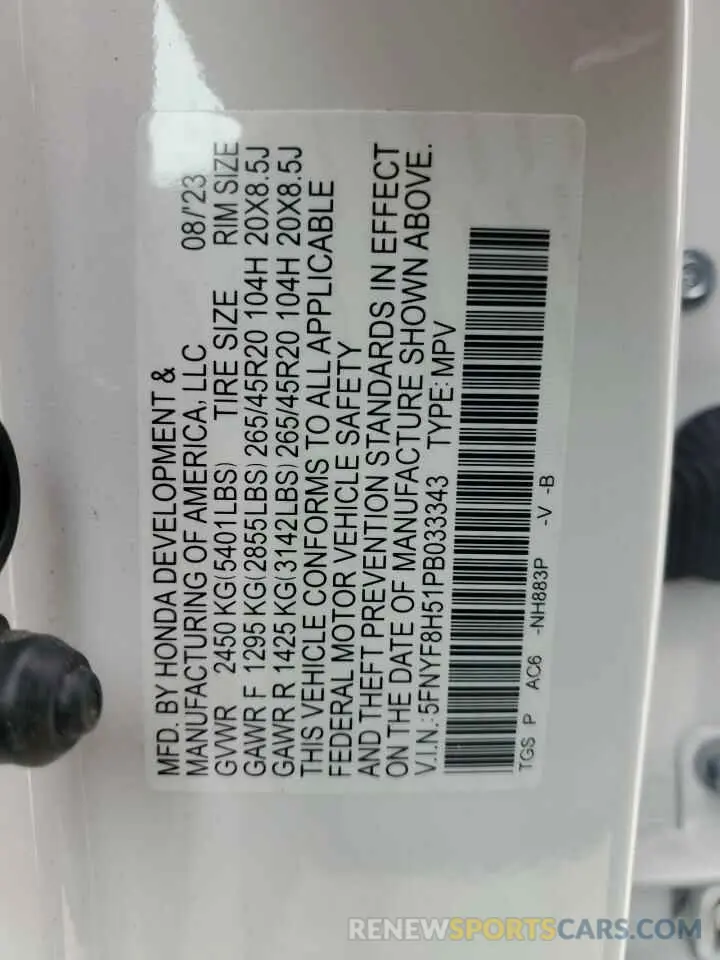 MFD. BY HONDA DEVELOPMENT &
MANUFACTURING OF AMERICA, LLC 08/'23
GVWR 2450 KG(5401LBS) TIRE SIZE RIM SIZE
GAWR F 1295 KG(2855LBS) 265/45R20 104H 20X8.5J
GAWR R 1425 KG(3142LBS) 265/45R20 104H 20X8.5J
THIS VEHICLE CONFORMS TO ALL APPLICABLE
FEDERAL MOTOR VEHICLE SAFETY
AND THEFT PREVENTION STANDARDS IN EFFECT
ON THE DATE OF MANUFACTURE SHOWN ABOVE.
V.I.N.: 5FNYF8H51PB033343 TYPE: MPV
TGS P AC6 -NH883P -V -B
RENEWSPORTSCARS.COM